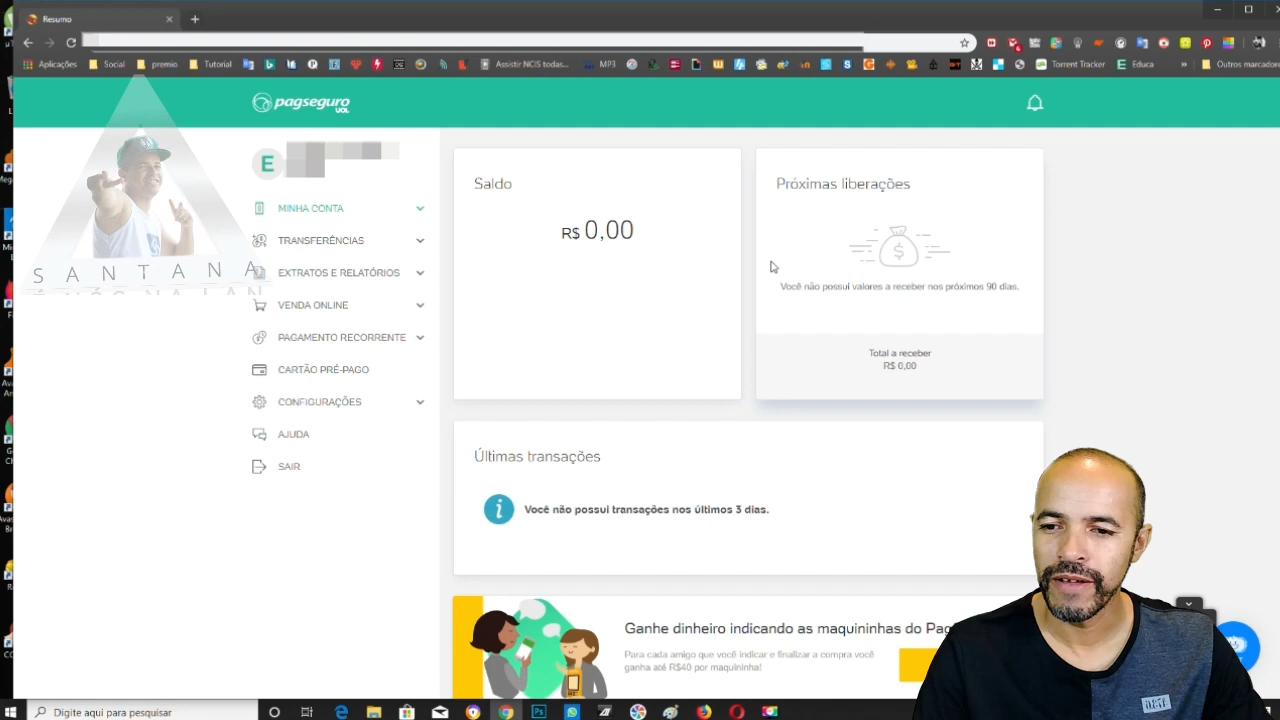 Resumo
Aplicações
Social
premio
Tutorial
Assistir NCIS todas...
MP3
Torrent Tracker
Educa
»
Outros marcadores
pagseguro
UOL
E
MINHA CONTA
TRANSFERÊNCIAS
EXTRATOS E RELATÓRIOS
VENDA ONLINE
PAGAMENTO RECORRENTE
CARTÃO PRÉ-PAGO
CONFIGURAÇÕES
AJUDA
SAIR
SANTANA
Saldo
R$ 0,00
Próximas liberações
$
Você não possui valores a receber nos próximos 90 dias.
Total a receber
R$ 0,00
Últimas transações
i
Você não possui transações nos últimos 3 dias.
Ganhe dinheiro indicando as maquininhas do Pag
Para cada amigo que você indicar e finalizar a compra você
ganha até R$40 por maquininha!
Digite aqui para pesquisar